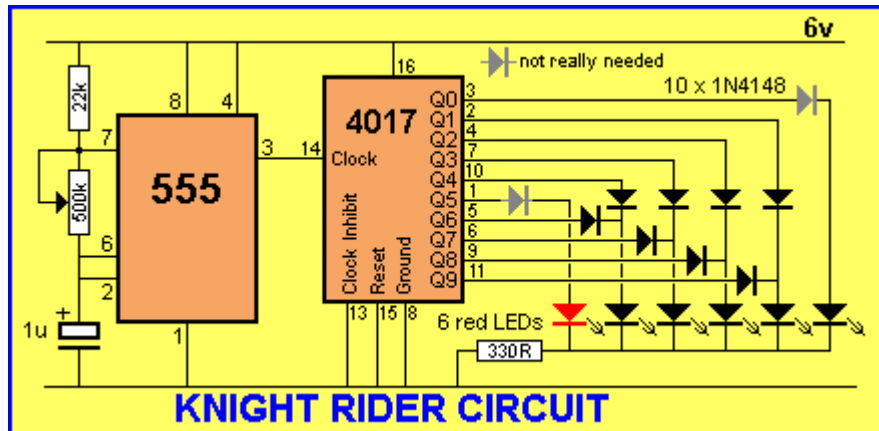 6v
16
not really needed
22k
8
4
3
10 x 1N4148
Q0
2
4017
Q1
4
Q2
7
7
3
14
Clock
Q3
10
555
Q4
1
500k
Q5
5
Q6
6
6
Q7
9
Q8
11
2
Q9
Clock Inhibit
Reset
Ground
+
1u
1
13
15
8
6 red LEDs
330R
KNIGHT RIDER CIRCUIT